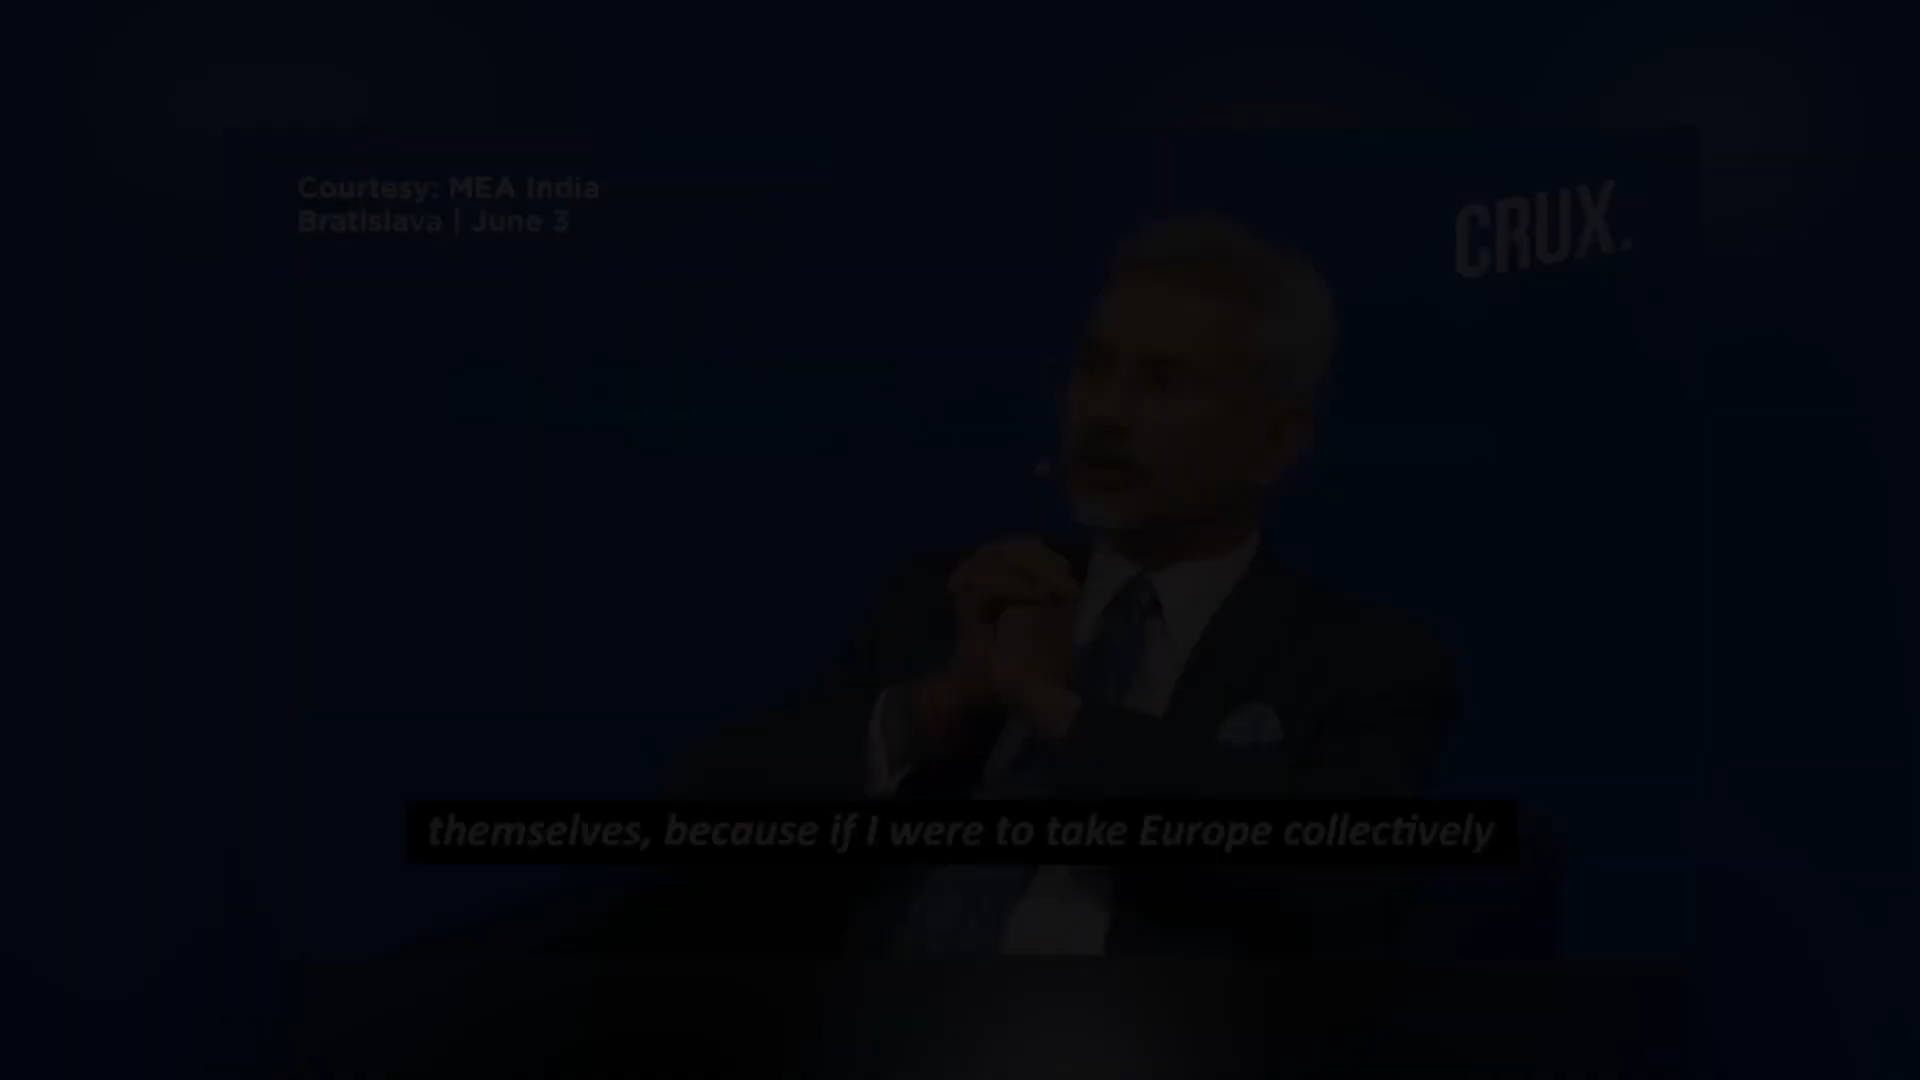 Courtesy: MEA India
Bratislava | June 3
CRUX.
themselves, because if I were to take Europe collectively